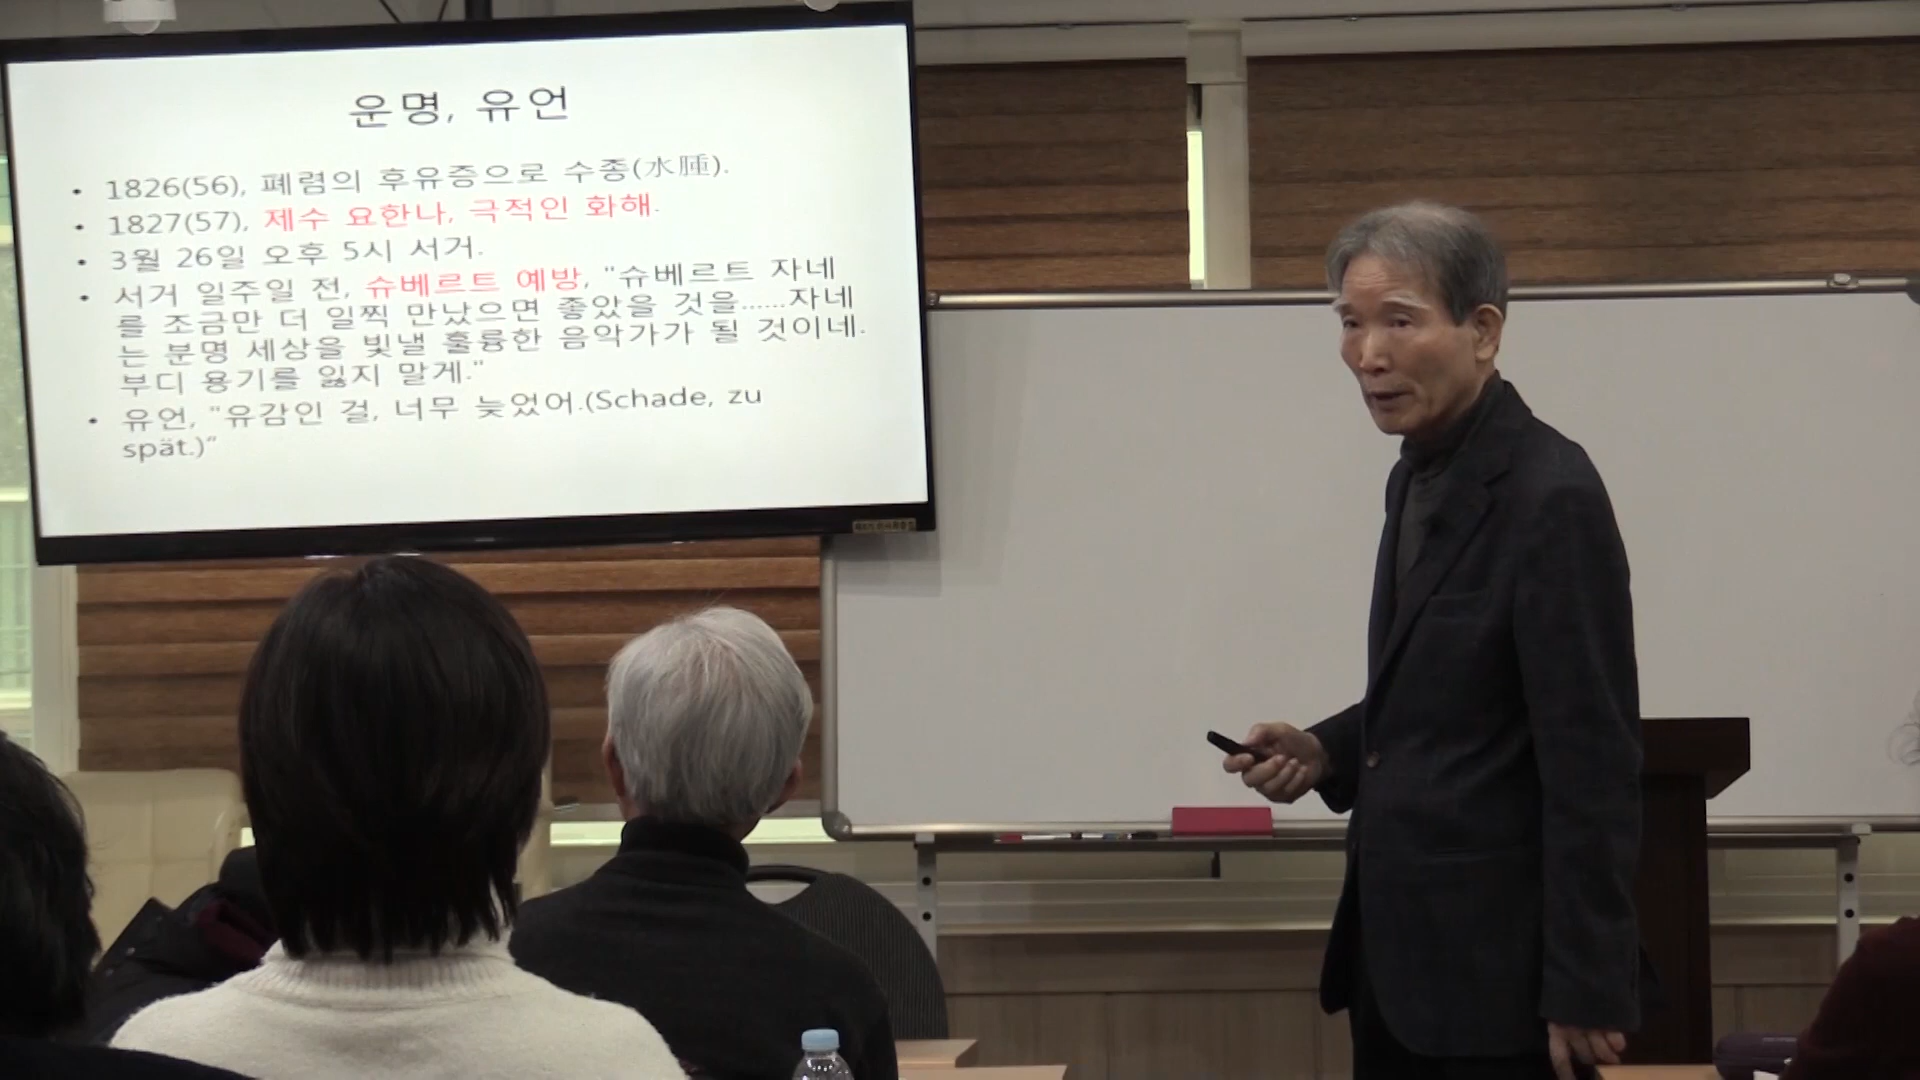 운명, 유언
• 1826(56), 폐렴의 후유증으로 수종(水腫).
• 1827(57), 제수 요한나, 극적인 화해.
• 3월 26일 오후 5시 서거.
• 서거 일주일 전, 슈베르트 예방, "슈베르트 자네
를 조금만 더 일찍 만났으면 좋았을 것을......자네
는 분명 세상을 빛낼 훌륭한 음악가가 될 것이네.
부디 용기를 잃지 말게."
• 유언, "유감인 걸, 너무 늦었어.(Schade, zu
spät.)"